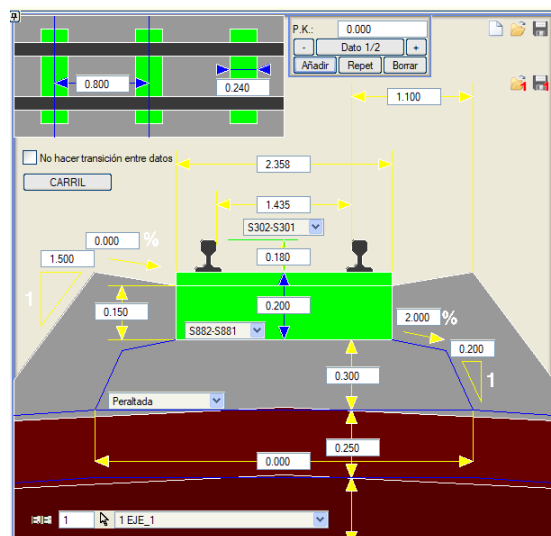 P.K.: 0.000
- Dato 1/2 +
Añadir Repet Borrar
0.800
0.240
1.100
No hacer transición entre datos
CARRIL
2.358
1.435
S302-S301
0.000 %
1.500
0.180
1
0.150
0.200
2.000 %
S882-S881
0.200
0.300
1
Peraltada
0.250
0.000
1 1 EJE_1